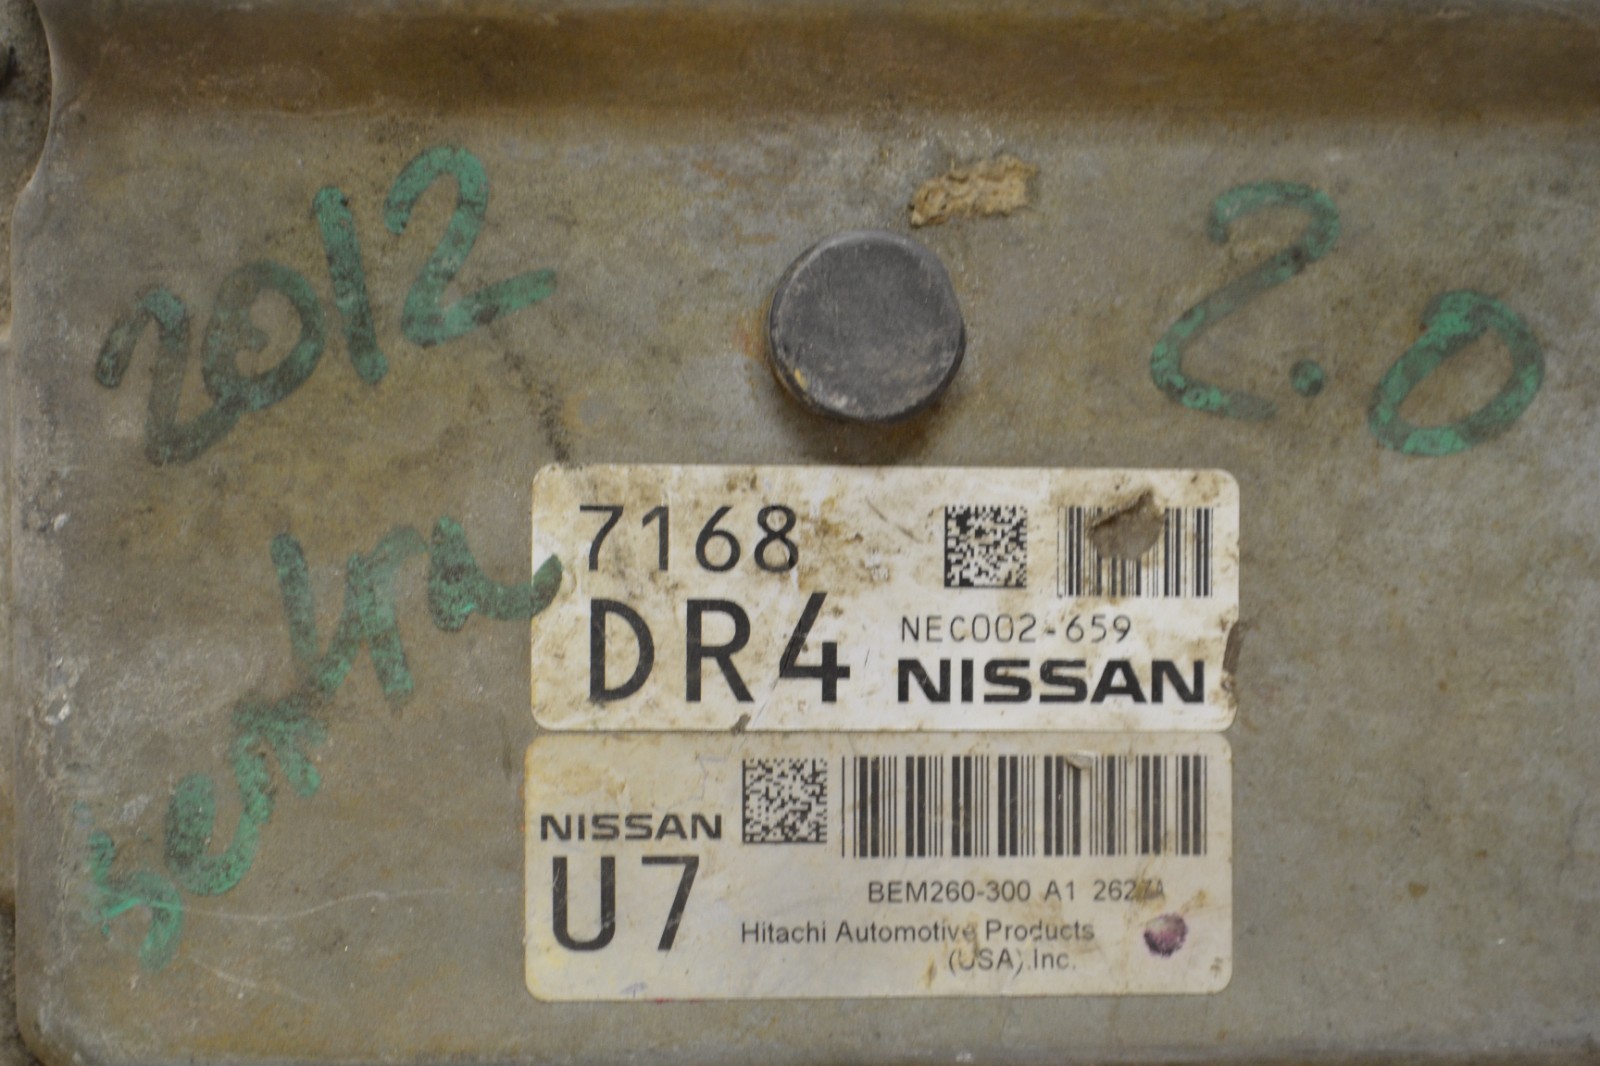 2012
2.0
Sentra
7168
DR4
NEC002-659
NISSAN
NISSAN
U7
BEM260-300 A1 2627A
Hitachi Automotive Products
(USA).Inc.